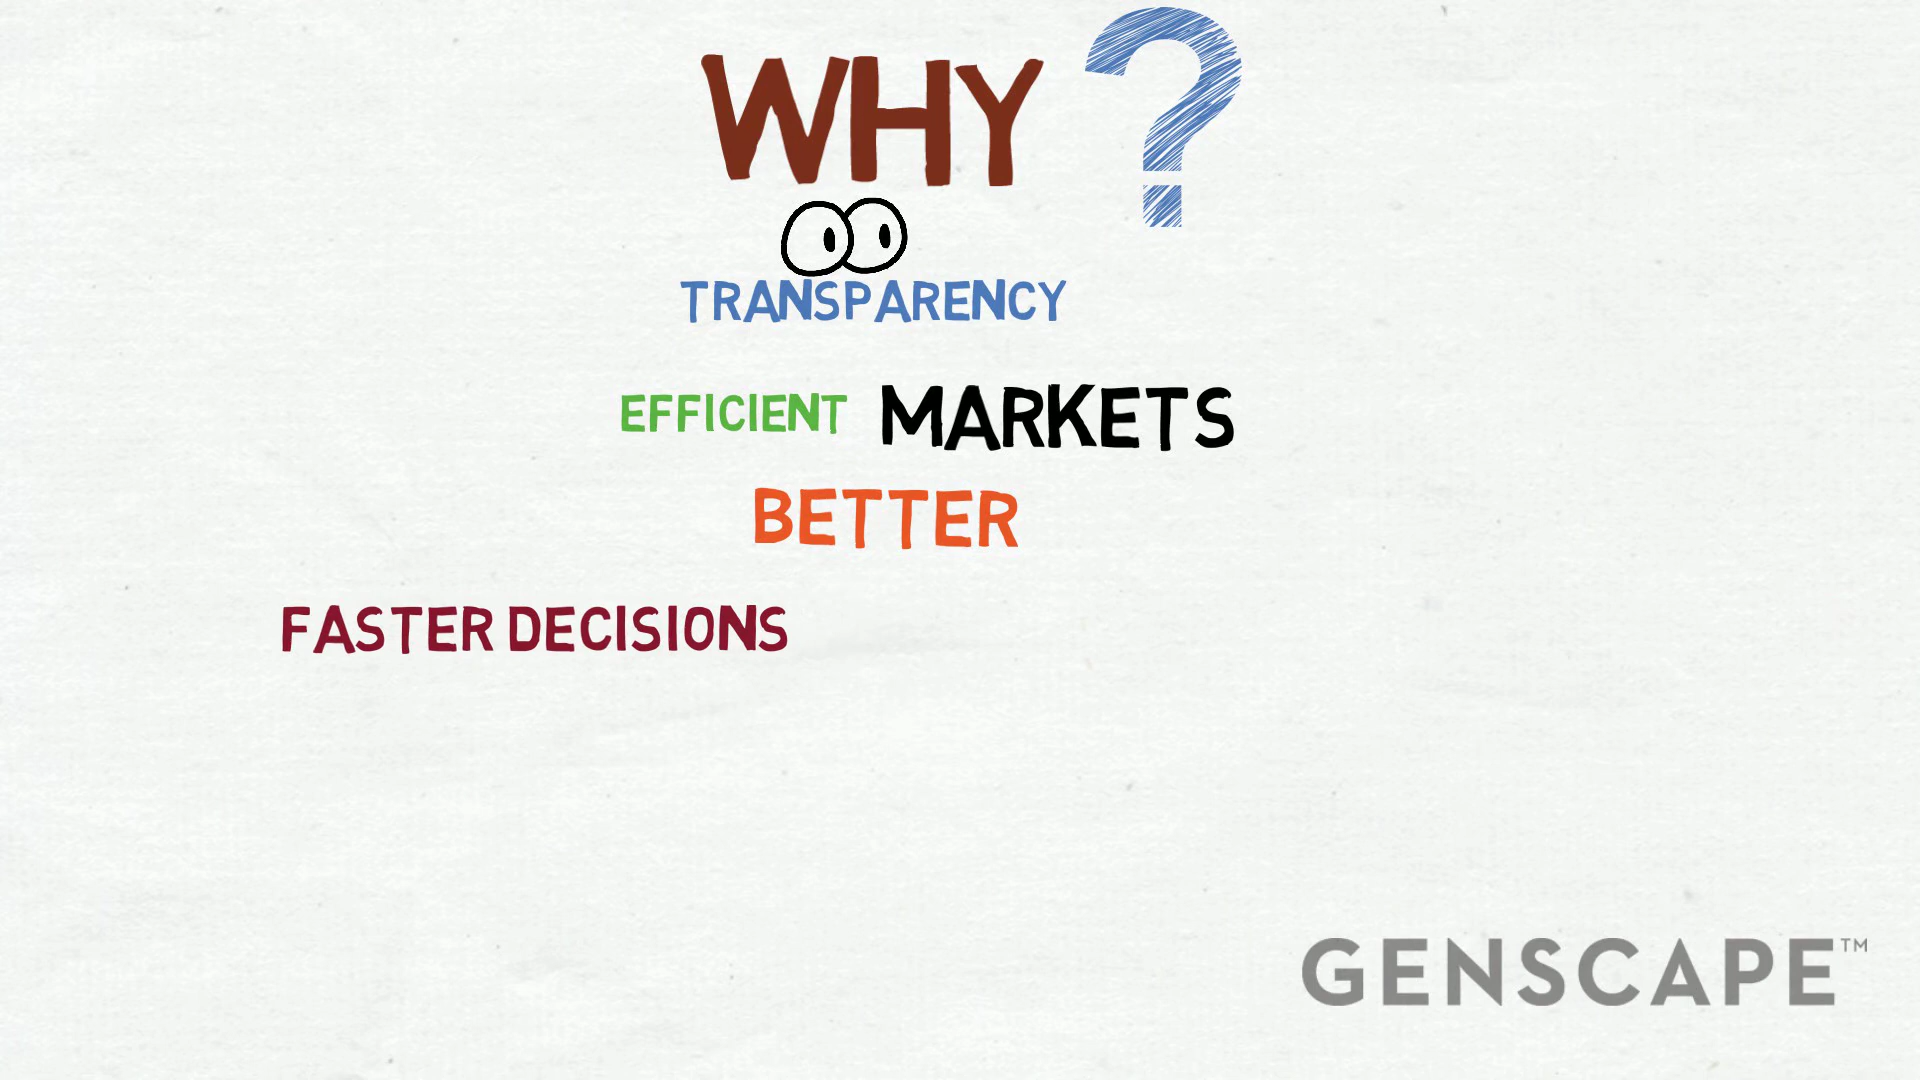 WHY?
TRANSPARENCY
EFFICIENT MARKETS
BETTER
FASTER DECISIONS
GENSCAPE™